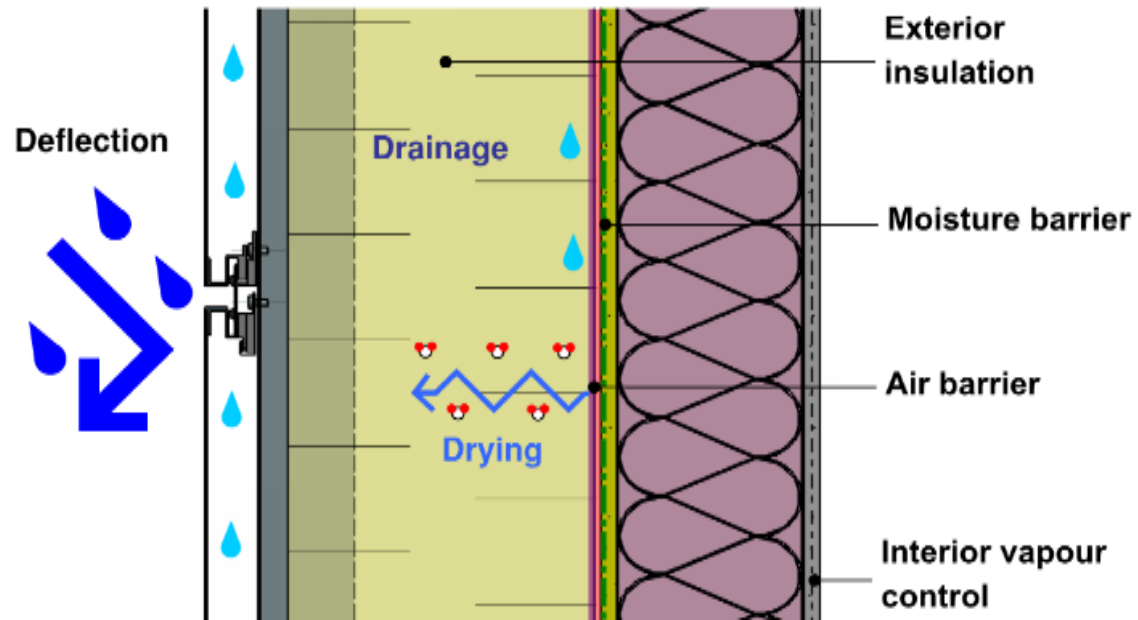 Exterior
insulation
Deflection
Drainage
Moisture barrier
Air barrier
Drying
Interior vapour
control